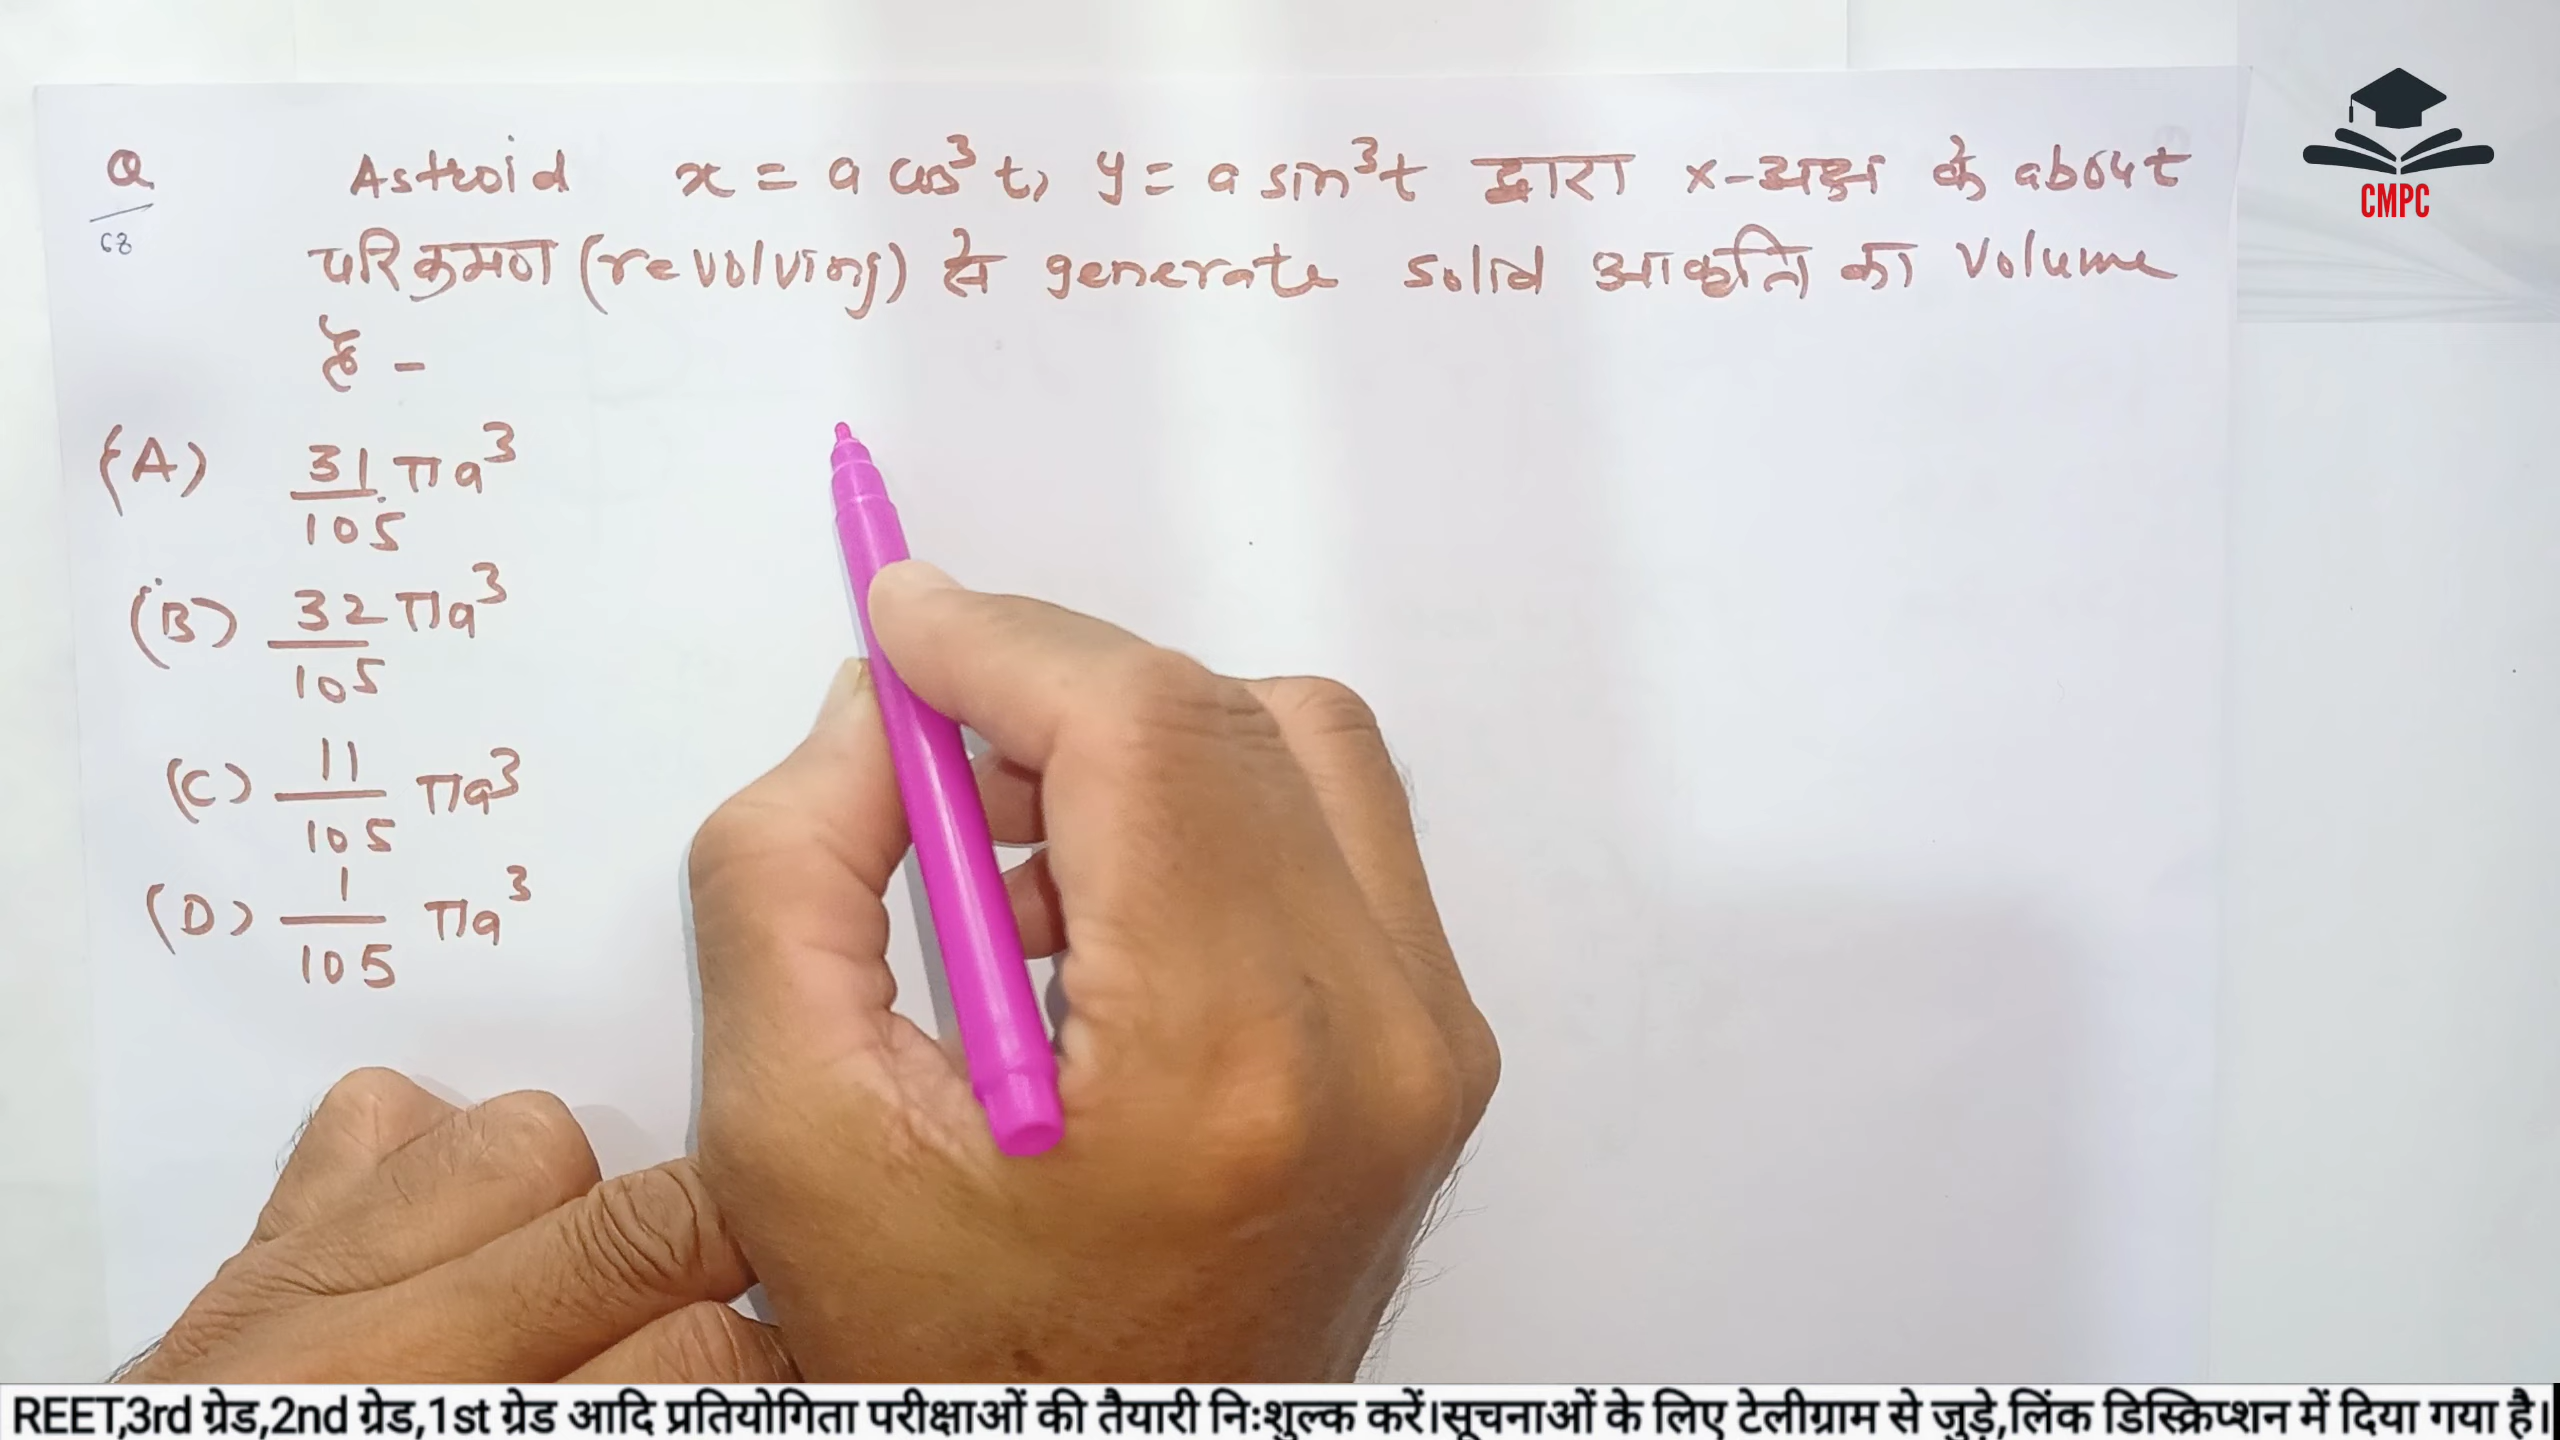 Q Astroid x = a cos³t, y = a sin³t द्वारा x-अक्ष के about
68 परिक्रमण (revolving) से generate solid आकृति का volume
है -
(A) 31/105 πa³
(B) 32/105 πa³
(C) 11/105 πa³
(D) 1/105 πa³
CMPC
REET,3rd ग्रेड,2nd ग्रेड,1st ग्रेड आदि प्रतियोगिता परीक्षाओं की तैयारी निःशुल्क करें।सूचनाओं के लिए टेलीग्राम से जुड़े,लिंक डिस्क्रिप्शन में दिया गया है।